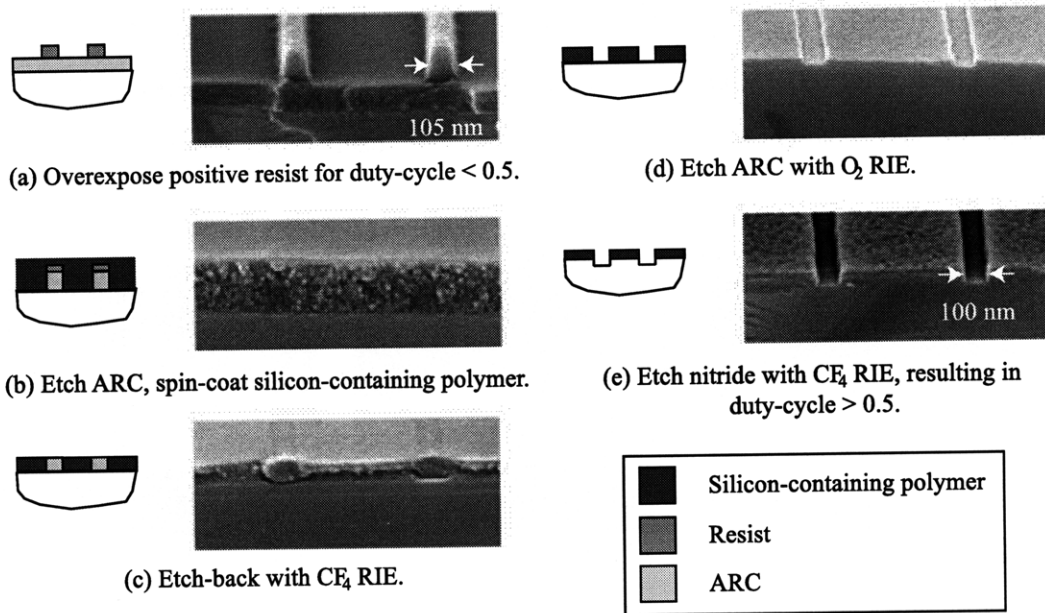 105 nm
(a) Overexpose positive resist for duty-cycle < 0.5.
(b) Etch ARC, spin-coat silicon-containing polymer.
(c) Etch-back with CF₄ RIE.
(d) Etch ARC with O₂ RIE.
100 nm
(e) Etch nitride with CF₄ RIE, resulting in
duty-cycle > 0.5.
Silicon-containing polymer
Resist
ARC